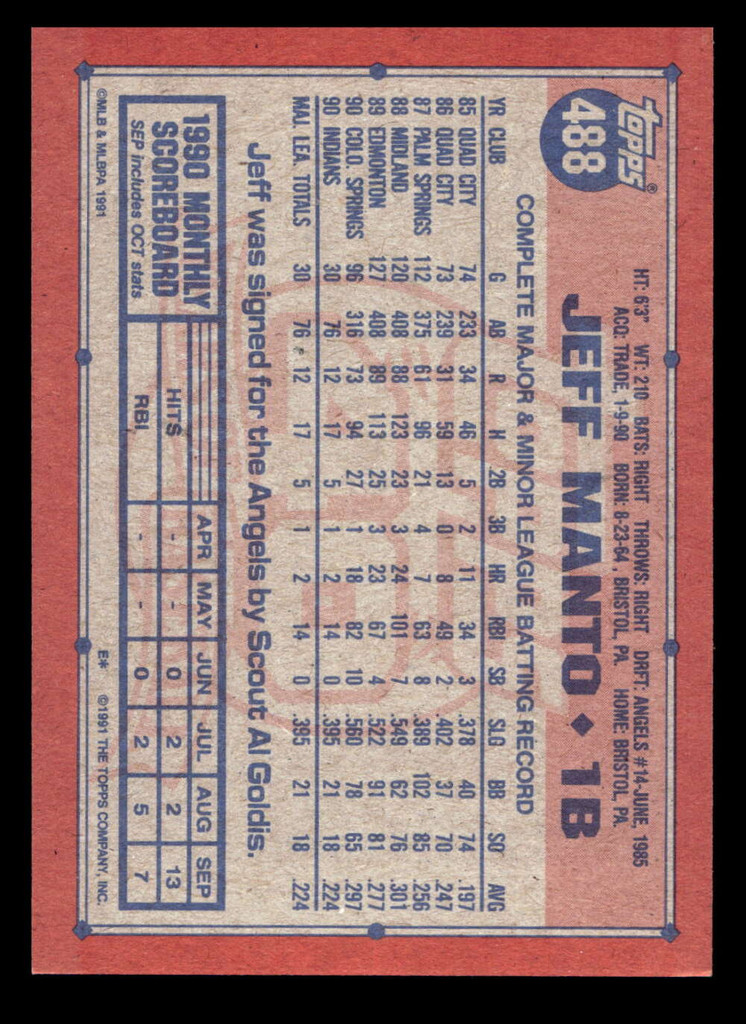 Topps®
488
HT: 6'3" WT: 210 BATS: RIGHT THROWS: RIGHT DRFT: ANGELS #14-JUNE, 1985
ACQ: TRADE, 1-9-90 BORN: 8-23-64, BRISTOL, PA. HOME: BRISTOL, PA.
JEFF MANTO ♦ 1B
COMPLETE MAJOR & MINOR LEAGUE BATTING RECORD
YR CLUB G AB R H 2B 3B HR RBI SB SLG BB SO AVG
85 QUAD CITY 74 233 34 46 5 2 11 34 3 .378 40 74 .197
86 QUAD CITY 73 239 31 59 13 0 8 49 2 .402 37 70 .247
87 PALM SPRINGS 112 375 61 96 21 4 7 63 8 .389 102 85 .256
88 MIDLAND 120 408 88 123 23 3 24 101 7 .549 62 76 .301
89 EDMONTON 127 408 89 113 25 3 23 67 4 .522 91 81 .277
90 COLO. SPRINGS 96 316 73 94 27 1 18 82 10 .560 78 65 .297
90 INDIANS 30 76 12 17 5 1 2 14 0 .395 21 18 .224
MAJ. LEA. TOTALS 30 76 12 17 5 1 2 14 0 .395 21 18 .224
Jeff was signed for the Angels by Scout Al Goldis.
1990 MONTHLY
SCOREBOARD
SEP includes OCT stats
APR MAY JUN JUL AUG SEP
HITS - - 0 2 2 13
RBI - - 0 2 5 7
©MLB & MLBPA 1991 E* ©1991 THE TOPPS COMPANY, INC.